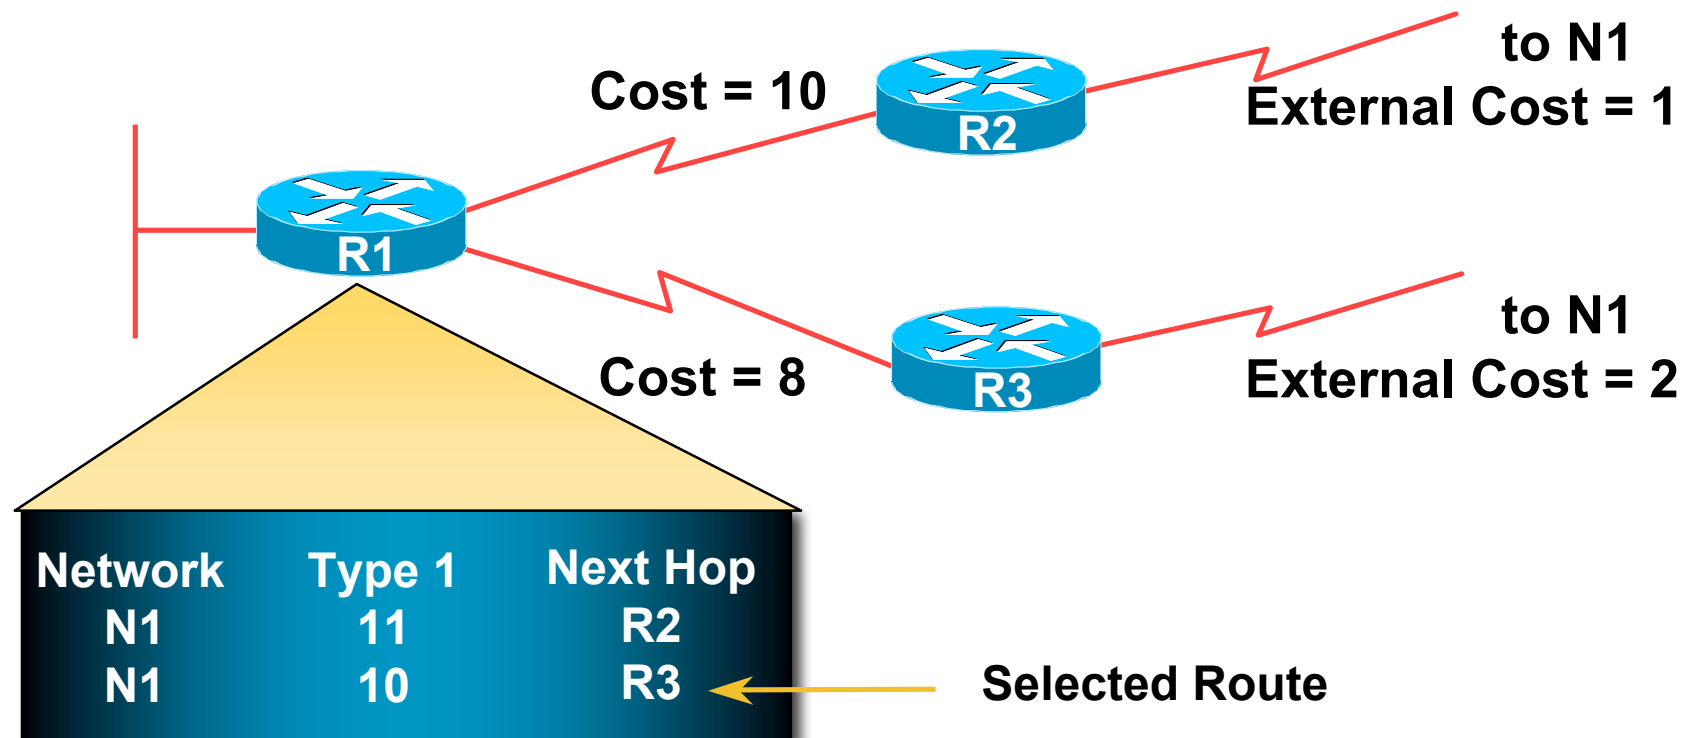 to N1
External Cost = 1
Cost = 10
R2
R1
to N1
External Cost = 2
Cost = 8
R3
Network Type 1 Next Hop
N1 11 R2
N1 10 R3
Selected Route